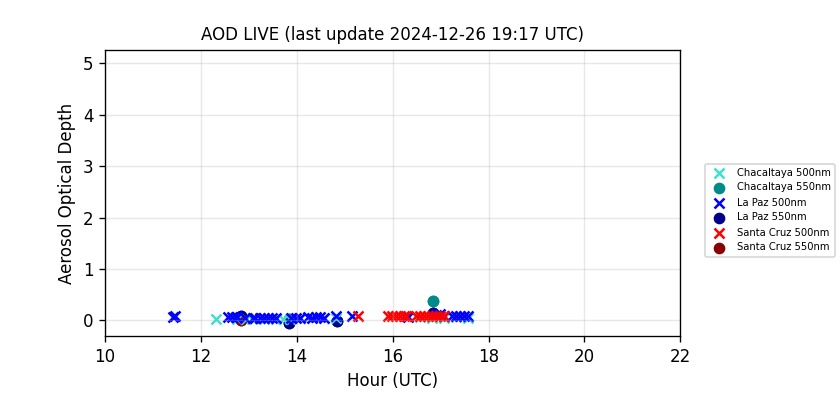 AOD LIVE (last update 2024-12-26 19:17 UTC)
Aerosol Optical Depth
5
4
3
2
1
0
10 12 14 16 18 20 22
Hour (UTC)
Chacaltaya 500nm
Chacaltaya 550nm
La Paz 500nm
La Paz 550nm
Santa Cruz 500nm
Santa Cruz 550nm